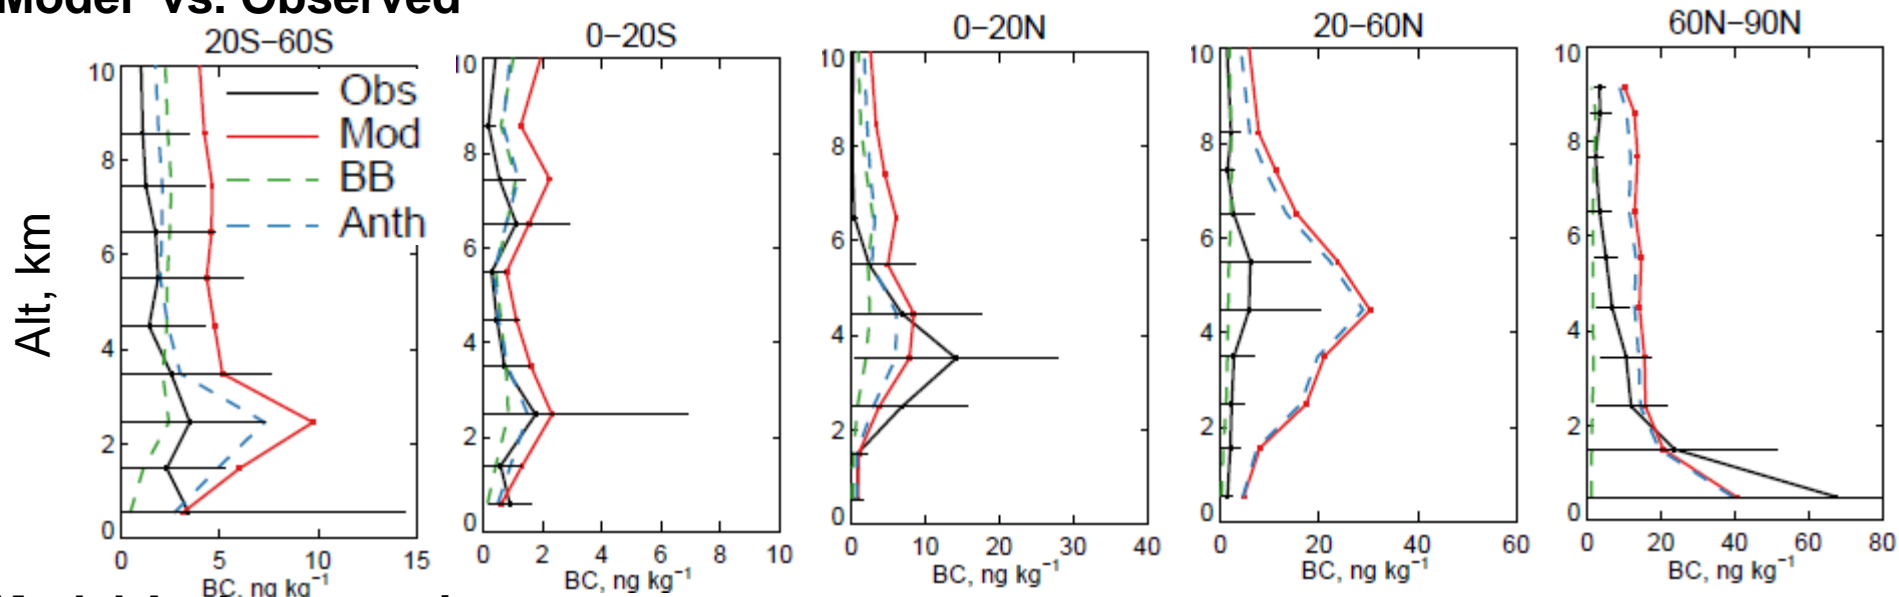 Model vs. Observed
20S−60S
0−20S
0−20N
20−60N
60N−90N
Obs
Mod
BB
Anth
Alt, km
10
8
6
4
2
0
0 5 10 15
BC, ng kg⁻¹
10
8
6
4
2
0
0 2 4 6 8 10
BC, ng kg⁻¹
10
8
6
4
2
0
0 10 20 30 40
BC, ng kg⁻¹
10
8
6
4
2
0
0 20 40 60
BC, ng kg⁻¹
10
8
6
4
2
0
0 20 40 60 80
BC, ng kg⁻¹